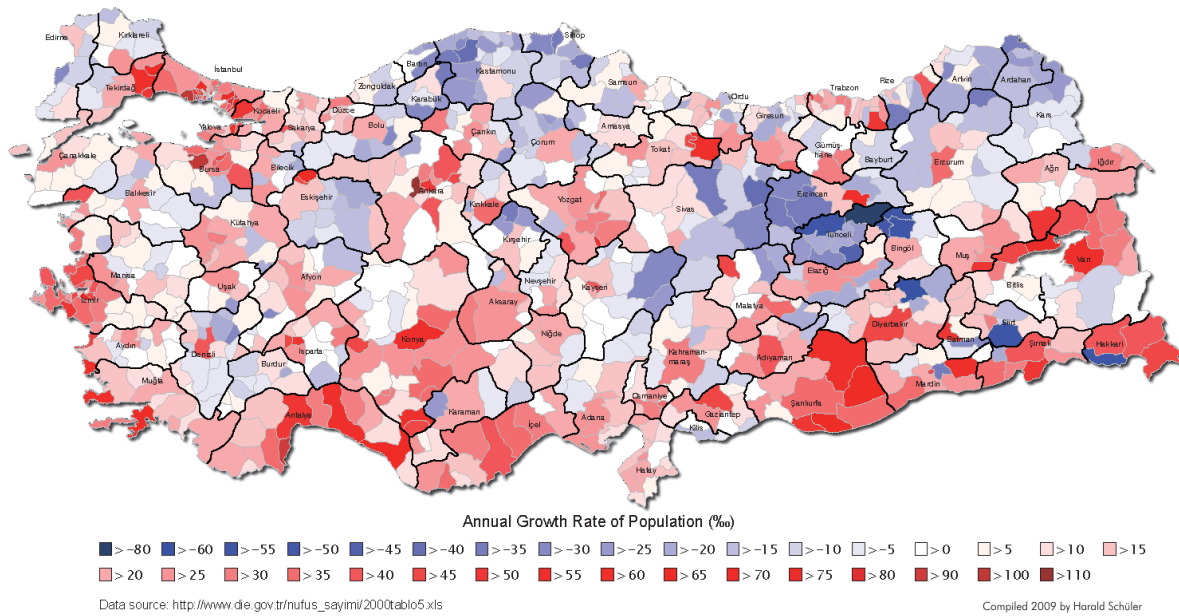 Edirne
Kırklareli
Tekirdağ
İstanbul
Kocaeli
Yalova
Sakarya
Düzce
Bolu
Zonguldak
Bartın
Karabük
Kastamonu
Sinop
Çankırı
Çorum
Samsun
Amasya
Tokat
Ordu
Giresun
Trabzon
Gümüş-
hane
Rize
Artvin
Ardahan
Kars
Bayburt
Erzurum
Ağrı
Iğdır
Çanakkale
Balıkesir
Bursa
Bilecik
Eskişehir
Kütahya
Ankara
Kırıkkale
Kırşehir
Yozgat
Sivas
Erzincan
Tunceli
Bingöl
Muş
Bitlis
Van
Manisa
İzmir
Uşak
Afyon
Aydın
Denizli
Muğla
Burdur
Isparta
Antalya
Konya
Aksaray
Nevşehir
Niğde
Kayseri
Karaman
İçel
Adana
Malatya
Elazığ
Diyarbakır
Batman
Siirt
Şırnak
Hakkari
Mardin
Kahraman-
maraş
Adıyaman
Osmaniye
Gaziantep
Kilis
Şanlıurfa
Hatay
Annual Growth Rate of Population (‰)
>-80 >-60 >-55 >-50 >-45 >-40 >-35 >-30 >-25 >-20 >-15 >-10 >-5 >0 >5 >10 >15
>20 >25 >30 >35 >40 >45 >50 >55 >60 >65 >70 >75 >80 >90 >100 >110
Data source: http://www.die.gov.tr/nufus_sayimi/2000tablo5.xls
Compiled 2009 by Harald Schüler